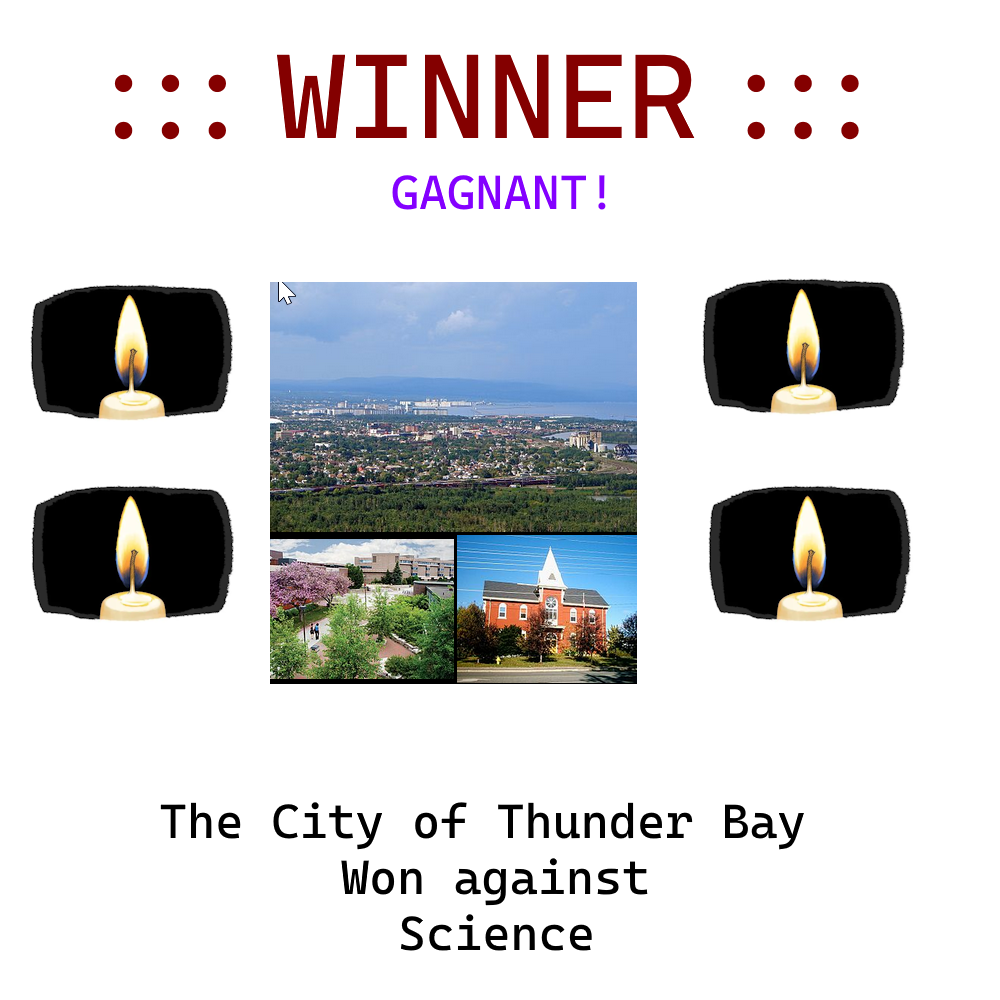 ::: WINNER :::
GAGNANT!
The City of Thunder Bay
Won against
Science